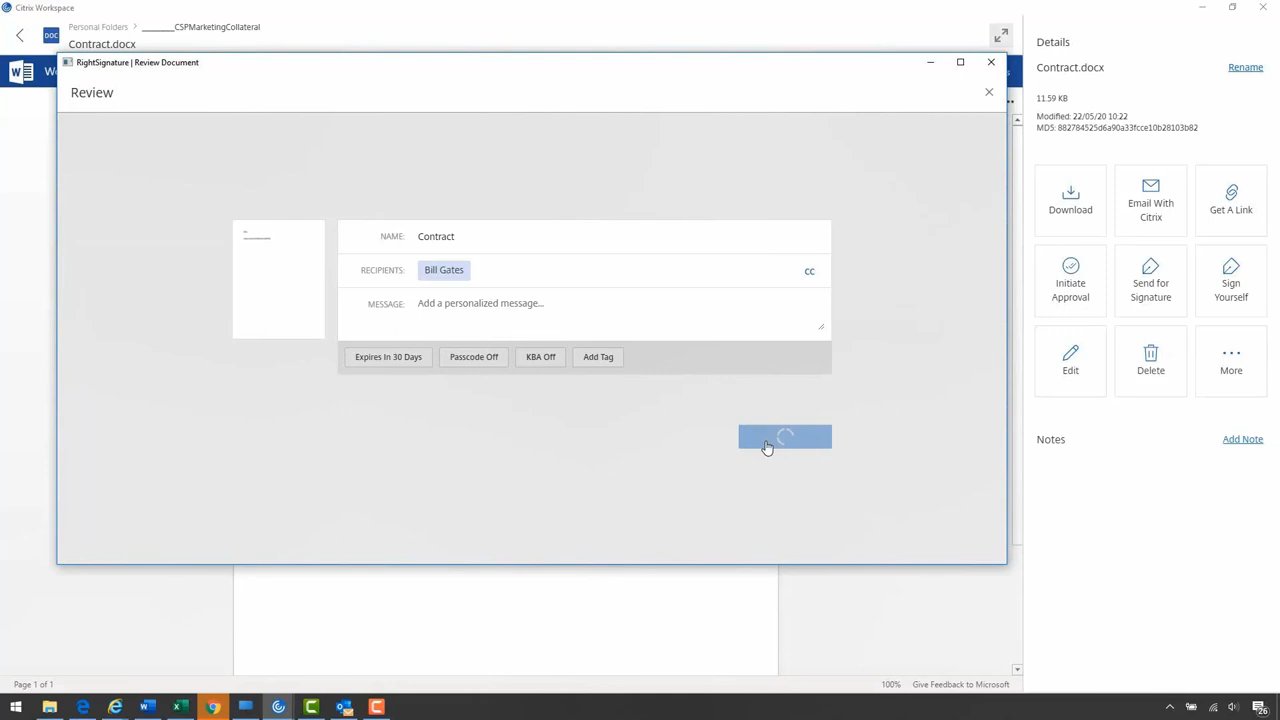 Citrix Workspace
Personal Folders > ________CSPMarketingCollateral
DOC
Contract.docx
RightSignature | Review Document
Review
NAME: Contract
RECIPIENTS: Bill Gates
CC
MESSAGE: Add a personalized message...
Expires In 30 Days
Passcode Off
KBA Off
Add Tag
Page 1 of 1
100%
Give Feedback to Microsoft
Details
Contract.docx
Rename
11.59 KB
Modified: 22/05/20 10:22
MD5: 882784525d6a90a33fcce10b28103b82
Download
Email With
Citrix
Get A Link
Initiate
Approval
Send for
Signature
Sign
Yourself
Edit
Delete
More
Notes
Add Note
26